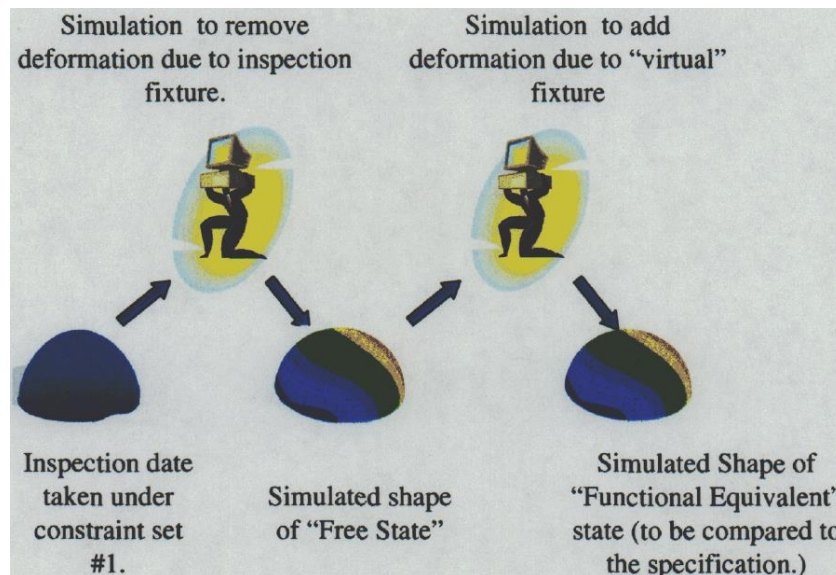 Simulation to remove
deformation due to inspection
fixture.
Simulation to add
deformation due to “virtual”
fixture
Inspection date
taken under
constraint set
#1.
Simulated shape
of “Free State”
Simulated Shape of
“Functional Equivalent”
state (to be compared to
the specification.)